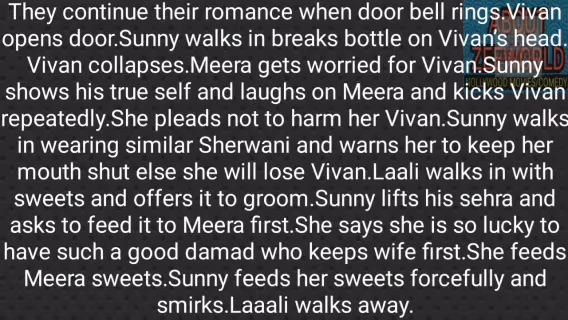 They continue their romance when door bell rings.Vivan
opens door.Sunny walks in breaks bottle on Vivan's head.
Vivan collapses.Meera gets worried for Vivan.Sunny
shows his true self and laughs on Meera and kicks Vivan
repeatedly.She pleads not to harm her Vivan.Sunny walks
in wearing similar Sherwani and warns her to keep her
mouth shut else she will lose Vivan.Laali walks in with
sweets and offers it to groom.Sunny lifts his sehra and
asks to feed it to Meera first.She says she is so lucky to
have such a good damad who keeps wife first.She feeds
Meera sweets.Sunny feeds her sweets forcefully and
smirks.Laaali walks away.
ABOUT
ZEEWORLD
BOLLYWOOD MOVIES/COMEDY